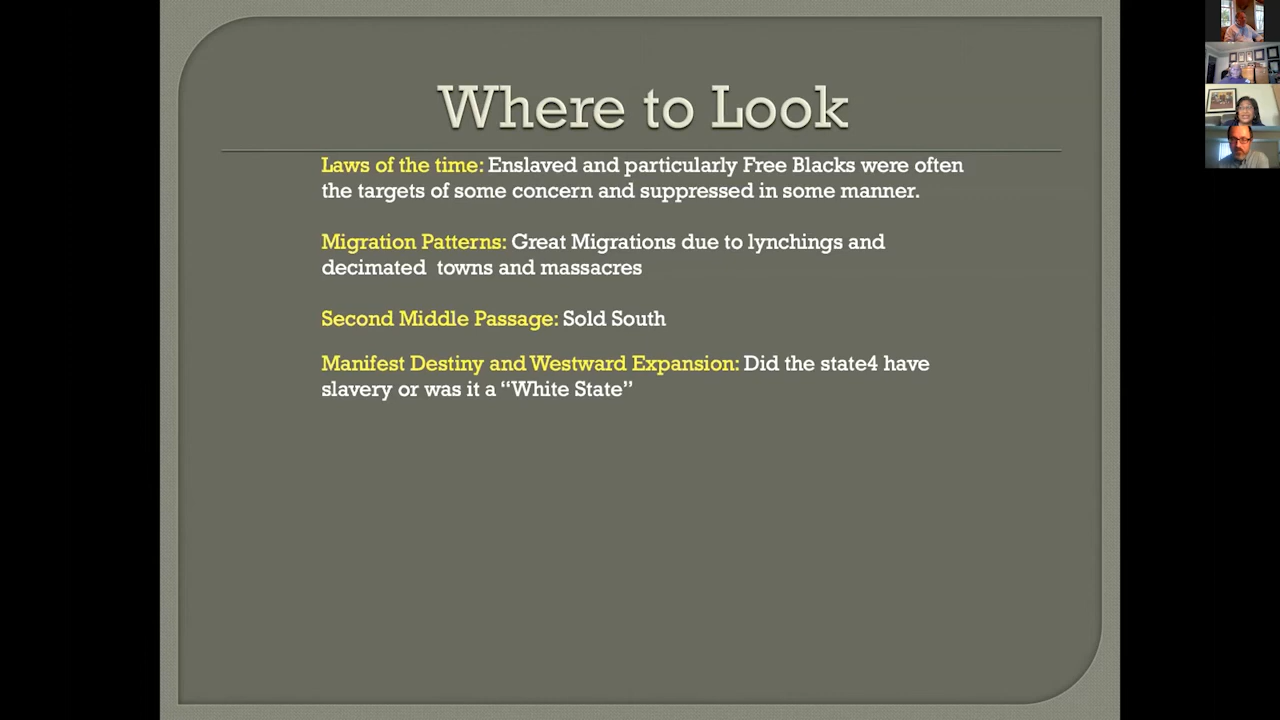 Where to Look
Laws of the time: Enslaved and particularly Free Blacks were often
the targets of some concern and suppressed in some manner.
Migration Patterns: Great Migrations due to lynchings and
decimated  towns and massacres
Second Middle Passage: Sold South
Manifest Destiny and Westward Expansion: Did the state4 have
slavery or was it a “White State”